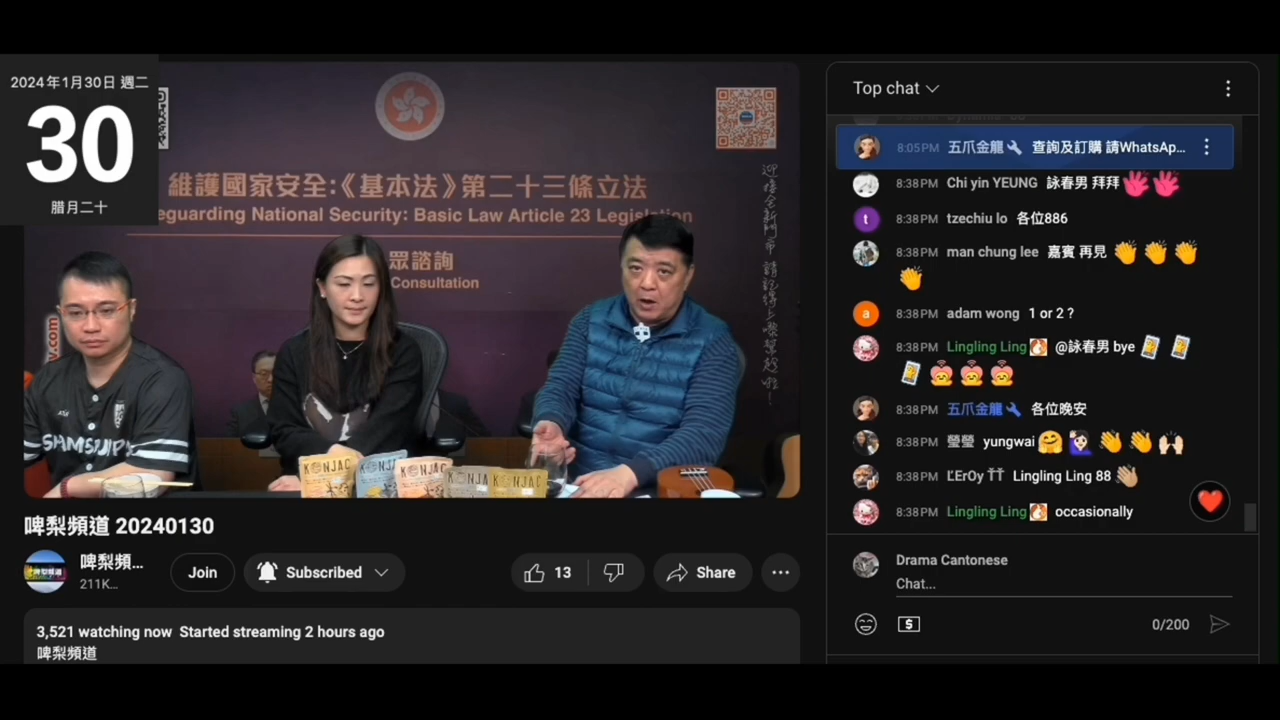 2024年1月30日 週二
30
臘月二十
維護國家安全:《基本法》第二十三條立法
eguarding National Security: Basic Law Article 23 Legislation
眾諮詢
Consultation
v.com
SAMSUIPO
KONJAC
KONJ
KONJAC
KONJA
KONJAC
啤梨頻道 20240130
啤梨頻...
211K...
Join
Subscribed
13
Share
3,521 watching now Started streaming 2 hours ago
啤梨頻道
Top chat
8:05PM 五爪金龍 查詢及訂購 請WhatsAp...
8:38PM Chi yin YEUNG 詠春男 拜拜
8:38PM tzechiu lo 各位886
8:38PM man chung lee 嘉賓 再見
8:38PM adam wong 1 or 2 ?
8:38PM Lingling Ling @詠春男 bye
8:38PM 五爪金龍 各位晚安
8:38PM 瑩瑩 yungwai
8:38PM ĽErOy ŤŤ Lingling Ling 88
8:38PM Lingling Ling occasionally
Drama Cantonese
Chat...
0/200